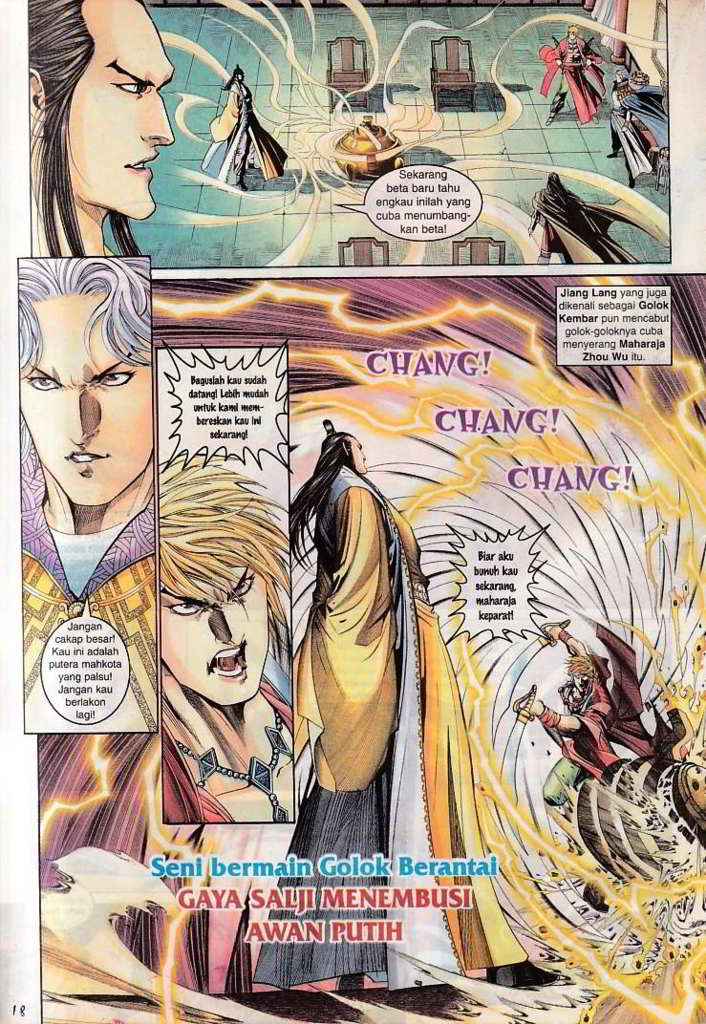 Sekarang
beta baru tahu
engkau inilah yang
cuba menumbang-
kan beta!
Jiang Lang yang juga
dikenali sebagai Golok
Kembar pun mencabut
golok-goloknya cuba
menyerang Maharaja
Zhou Wu itu.
Jangan
cakap besar!
Kau ini adalah
putera mahkota
yang palsu!
Jangan kau
berlakon
lagi!
Baguslah kau sudah
datang! Lebih mudah
untuk kami mem-
bereskan kau ini
sekarang!
CHANG!
CHANG!
CHANG!
Biar aku
bunuh kau
sekarang,
maharaja
keparat!
Seni bermain Golok Berantai
GAYA SALJI MENEMBUSI
AWAN PUTIH
18